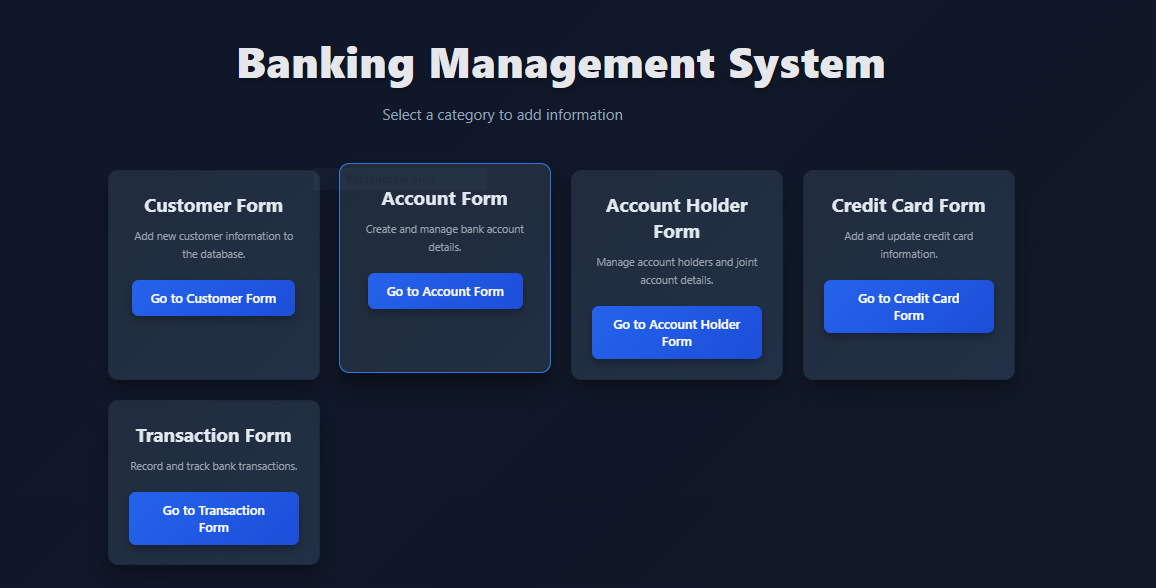 Banking Management System
Select a category to add information
Customer Form
Add new customer information to
the database.
Go to Customer Form
Account Form
Create and manage bank account
details.
Go to Account Form
Account Holder
Form
Manage account holders and joint
account details.
Go to Account Holder
Form
Credit Card Form
Add and update credit card
information.
Go to Credit Card
Form
Transaction Form
Record and track bank transactions.
Go to Transaction
Form